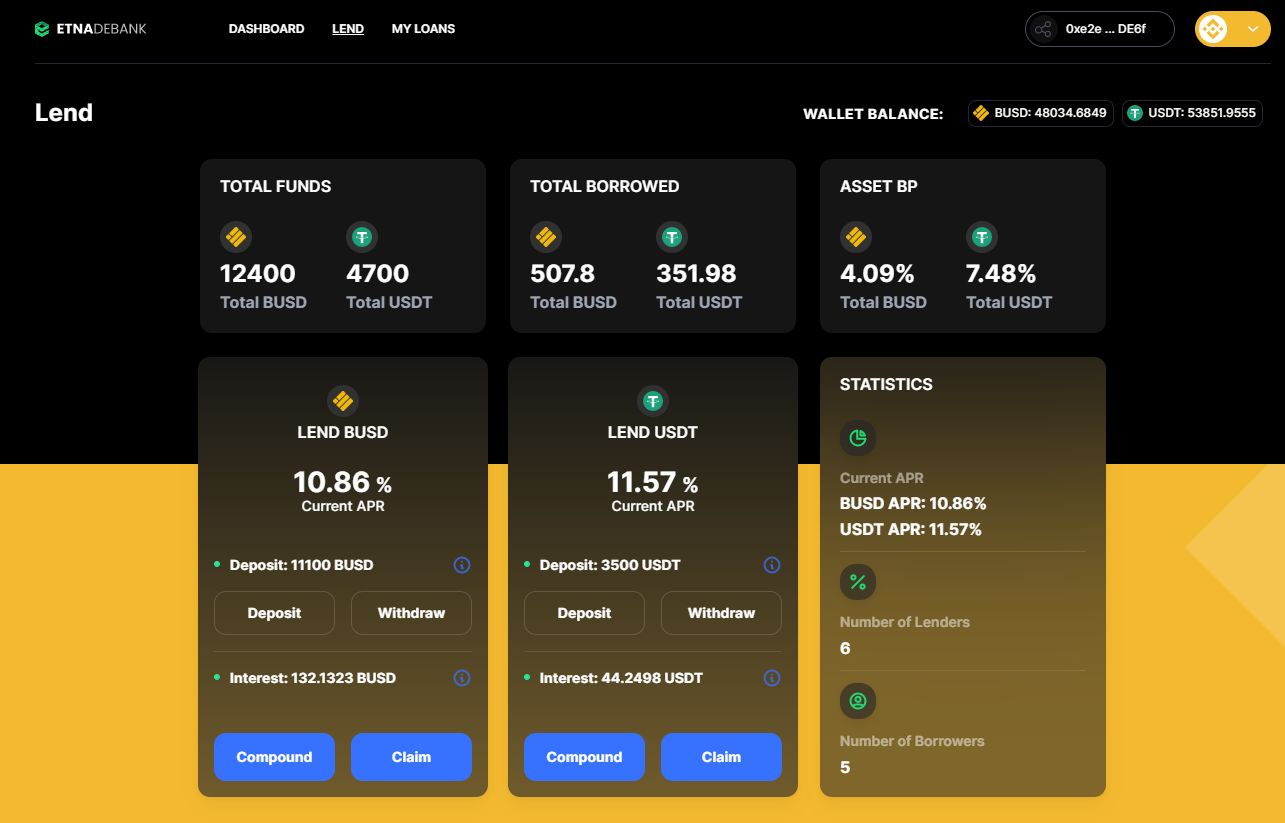 ETNADEBANK DASHBOARD LEND MY LOANS 0xe2e ... DE6f
Lend
WALLET BALANCE: BUSD: 48034.6849 USDT: 53851.9555
TOTAL FUNDS
12400 4700
Total BUSD Total USDT
TOTAL BORROWED
507.8 351.98
Total BUSD Total USDT
ASSET BP
4.09% 7.48%
Total BUSD Total USDT
LEND BUSD
10.86 %
Current APR
Deposit: 11100 BUSD
Deposit Withdraw
Interest: 132.1323 BUSD
Compound Claim
LEND USDT
11.57 %
Current APR
Deposit: 3500 USDT
Deposit Withdraw
Interest: 44.2498 USDT
Compound Claim
STATISTICS
Current APR
BUSD APR: 10.86%
USDT APR: 11.57%
Number of Lenders
6
Number of Borrowers
5